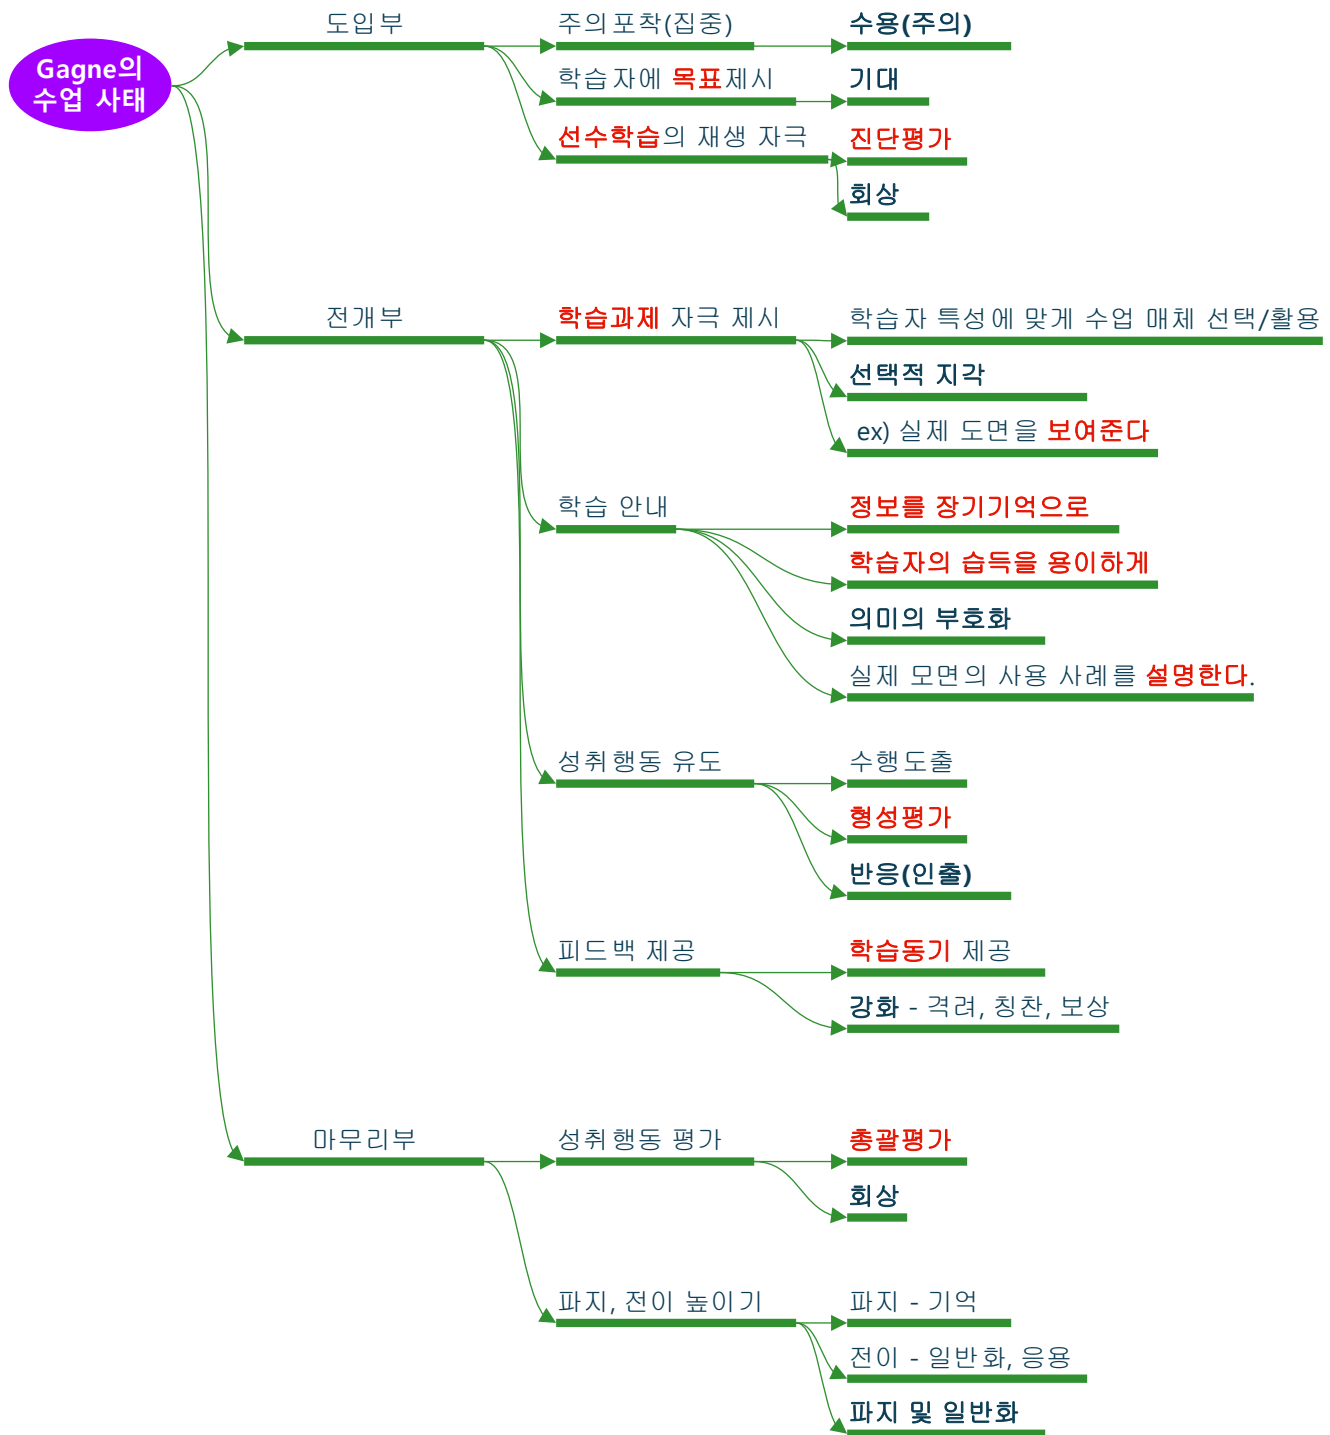 Gagne의
수업 사태
도입부
주의포착(집중)
수용(주의)
학습자에 목표제시
기대
선수학습의 재생 자극
진단평가
회상
전개부
학습과제 자극 제시
학습자 특성에 맞게 수업 매체 선택/활용
선택적 지각
ex) 실제 도면을 보여준다
학습 안내
정보를 장기기억으로
학습자의 습득을 용이하게
의미의 부호화
실제 모면의 사용 사례를 설명한다.
성취행동 유도
수행도출
형성평가
반응(인출)
피드백 제공
학습동기 제공
강화 - 격려, 칭찬, 보상
마무리부
성취행동 평가
총괄평가
회상
파지, 전이 높이기
파지 - 기억
전이 - 일반화, 응용
파지 및 일반화